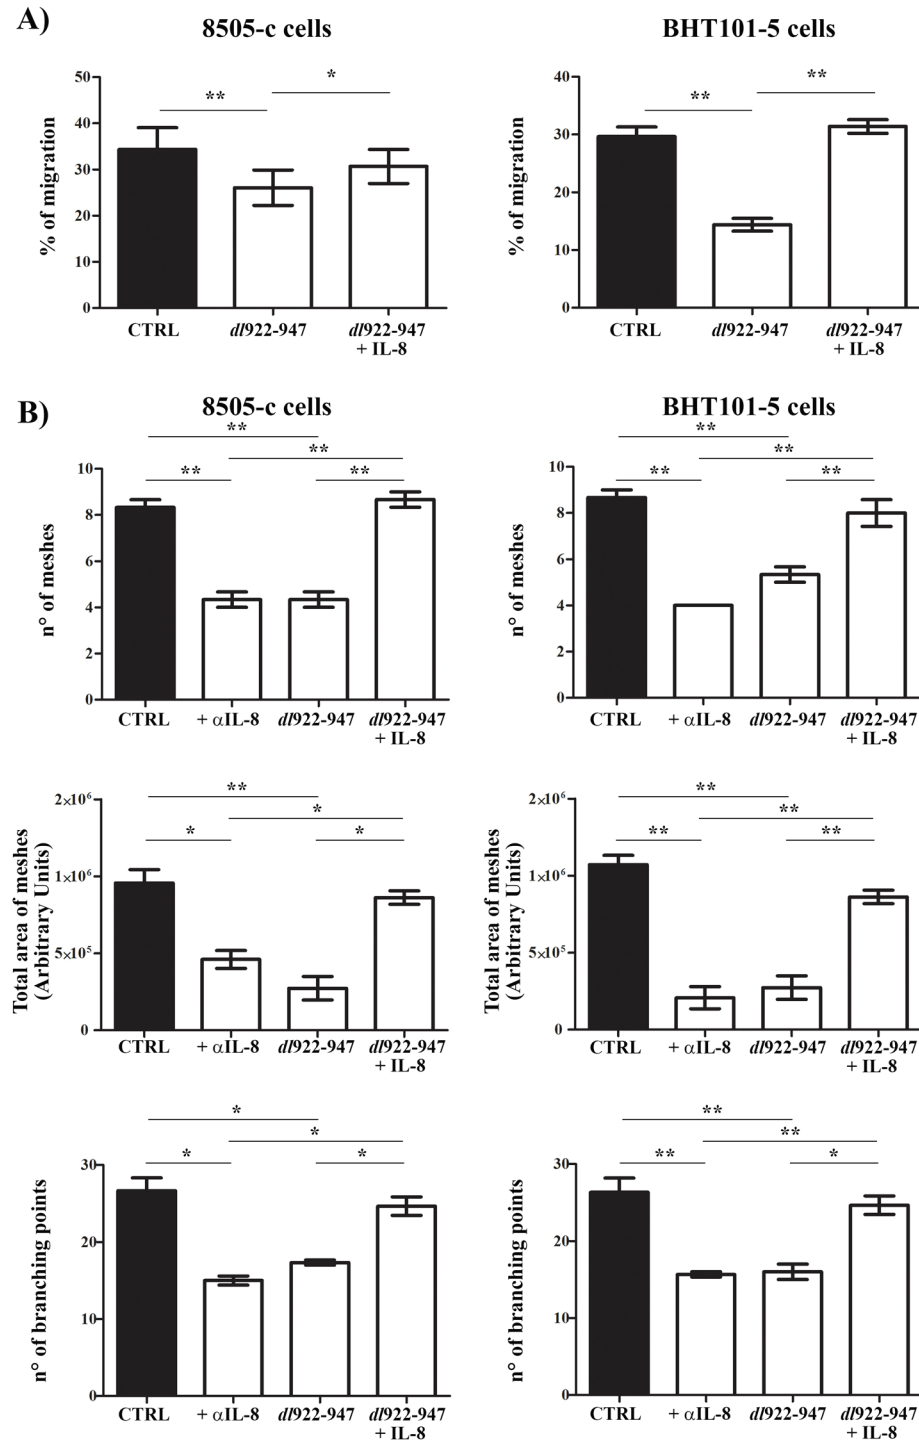 A)
8505-c cells
BHT101-5 cells
% of migration
50
40
30
20
10
0
**
*
CTRL
dl922-947
dl922-947
+ IL-8
% of migration
40
30
20
10
0
**
**
CTRL
dl922-947
dl922-947
+ IL-8
B)
8505-c cells
BHT101-5 cells
n° of meshes
10
8
6
4
2
0
**
**
**
**
CTRL
+ αIL-8
dl922-947
dl922-947
+ IL-8
n° of meshes
10
8
6
4
2
0
**
**
**
**
CTRL
+ αIL-8
dl922-947
dl922-947
+ IL-8
Total area of meshes
(Arbitrary Units)
2×10⁶
1×10⁶
5×10⁵
0
**
*
*
*
CTRL
+ αIL-8
dl922-947
dl922-947
+ IL-8
Total area of meshes
(Arbitrary Units)
2×10⁶
1×10⁶
5×10⁵
0
**
**
**
**
CTRL
+ αIL-8
dl922-947
dl922-947
+ IL-8
n° of branching points
30
20
10
0
*
*
*
*
CTRL
+ αIL-8
dl922-947
dl922-947
+ IL-8
n° of branching points
30
20
10
0
**
**
**
*
CTRL
+ αIL-8
dl922-947
dl922-947
+ IL-8